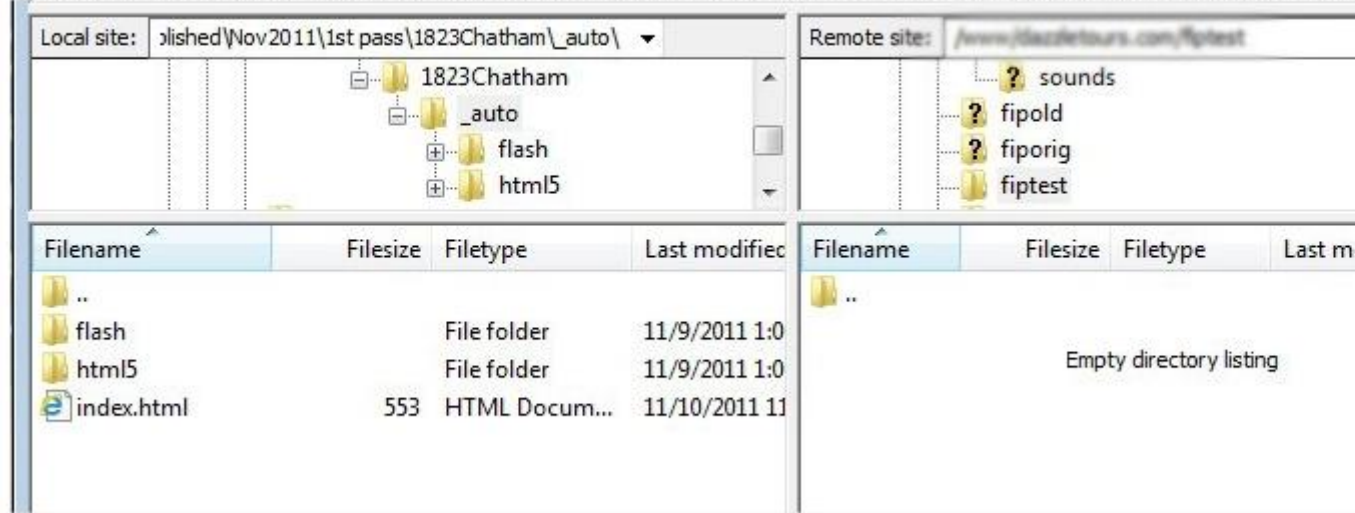 Local site: olished\Nov2011\1st pass\1823Chatham\_auto\
1823Chatham
_auto
flash
html5
Filename Filesize Filetype Last modified
..
flash File folder 11/9/2011 1:0
html5 File folder 11/9/2011 1:0
index.html 553 HTML Docum... 11/10/2011 11
Remote site:
? sounds
? fipold
? fiporig
fiptest
Filename Filesize Filetype Last m
..
Empty directory listing